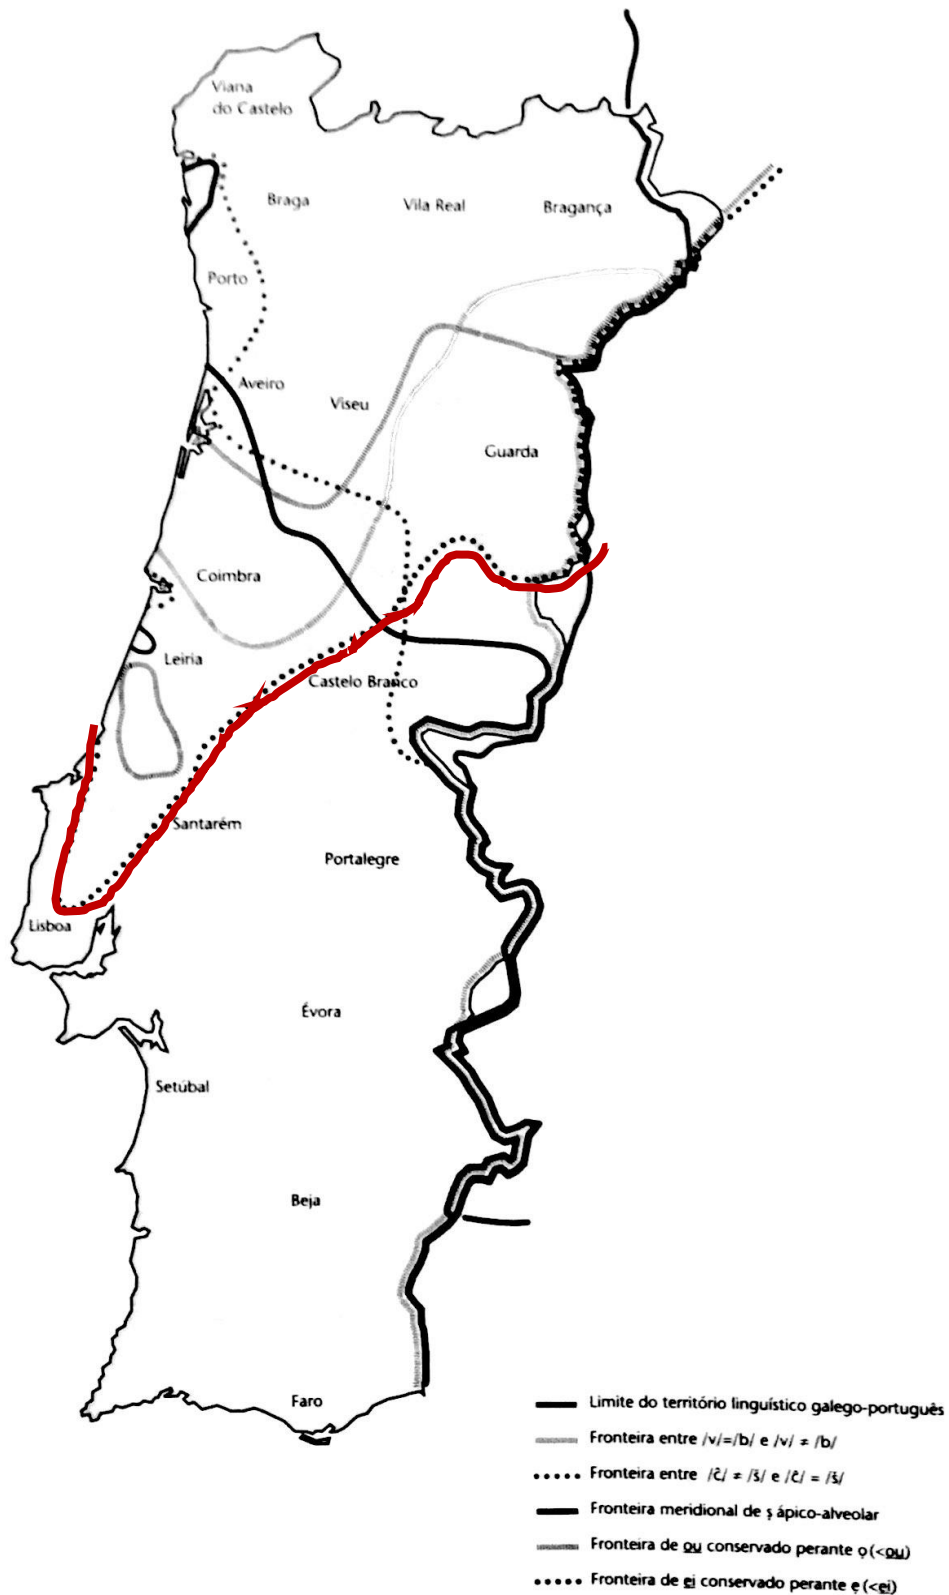 Viana
do Castelo
Braga
Vila Real
Bragança
Porto
Aveiro
Viseu
Guarda
Coimbra
Leiria
Castelo Branco
Santarém
Portalegre
Lisboa
Évora
Setúbal
Beja
Faro
Limite do território linguístico galego-português
Fronteira entre /v/=/b/ e /v/ ≠ /b/
Fronteira entre /ĉ/ ≠ /š/ e /ĉ/ = /š/
Fronteira meridional de ș ápico-alveolar
Fronteira de ou conservado perante ọ (<ou)
Fronteira de ei conservado perante ẹ (<ei)